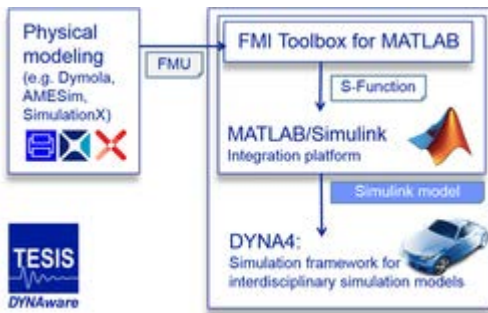 Physical
modeling
(e.g. Dymola,
AMESim,
SimulationX)
FMU
FMI Toolbox for MATLAB
S-Function
MATLAB/Simulink
Integration platform
Simulink model
DYNA4:
Simulation framework for
interdisciplinary simulation models
TESIS
DYNAware